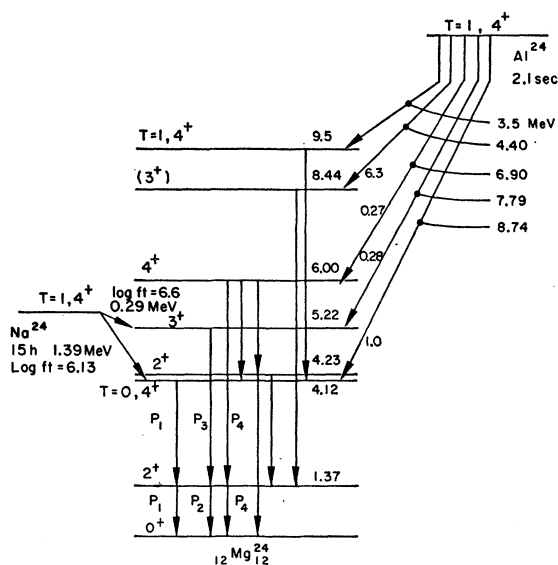 T=1, 4+
Al24
2.1 sec
3.5 MeV
4.40
6.90
7.79
8.74
T=1, 4+ 9.5
(3+) 8.44 6.3
0.27
0.28
1.0
4+ 6.00
log ft = 6.6
0.29 MeV
T=1, 4+ 3+ 5.22
Na24
15h 1.39 MeV
Log ft = 6.13
2+ 4.23
T=0, 4+ 4.12
P1 P3 P4
2+ 1.37
P1 P2 P4
0+
12Mg24 12